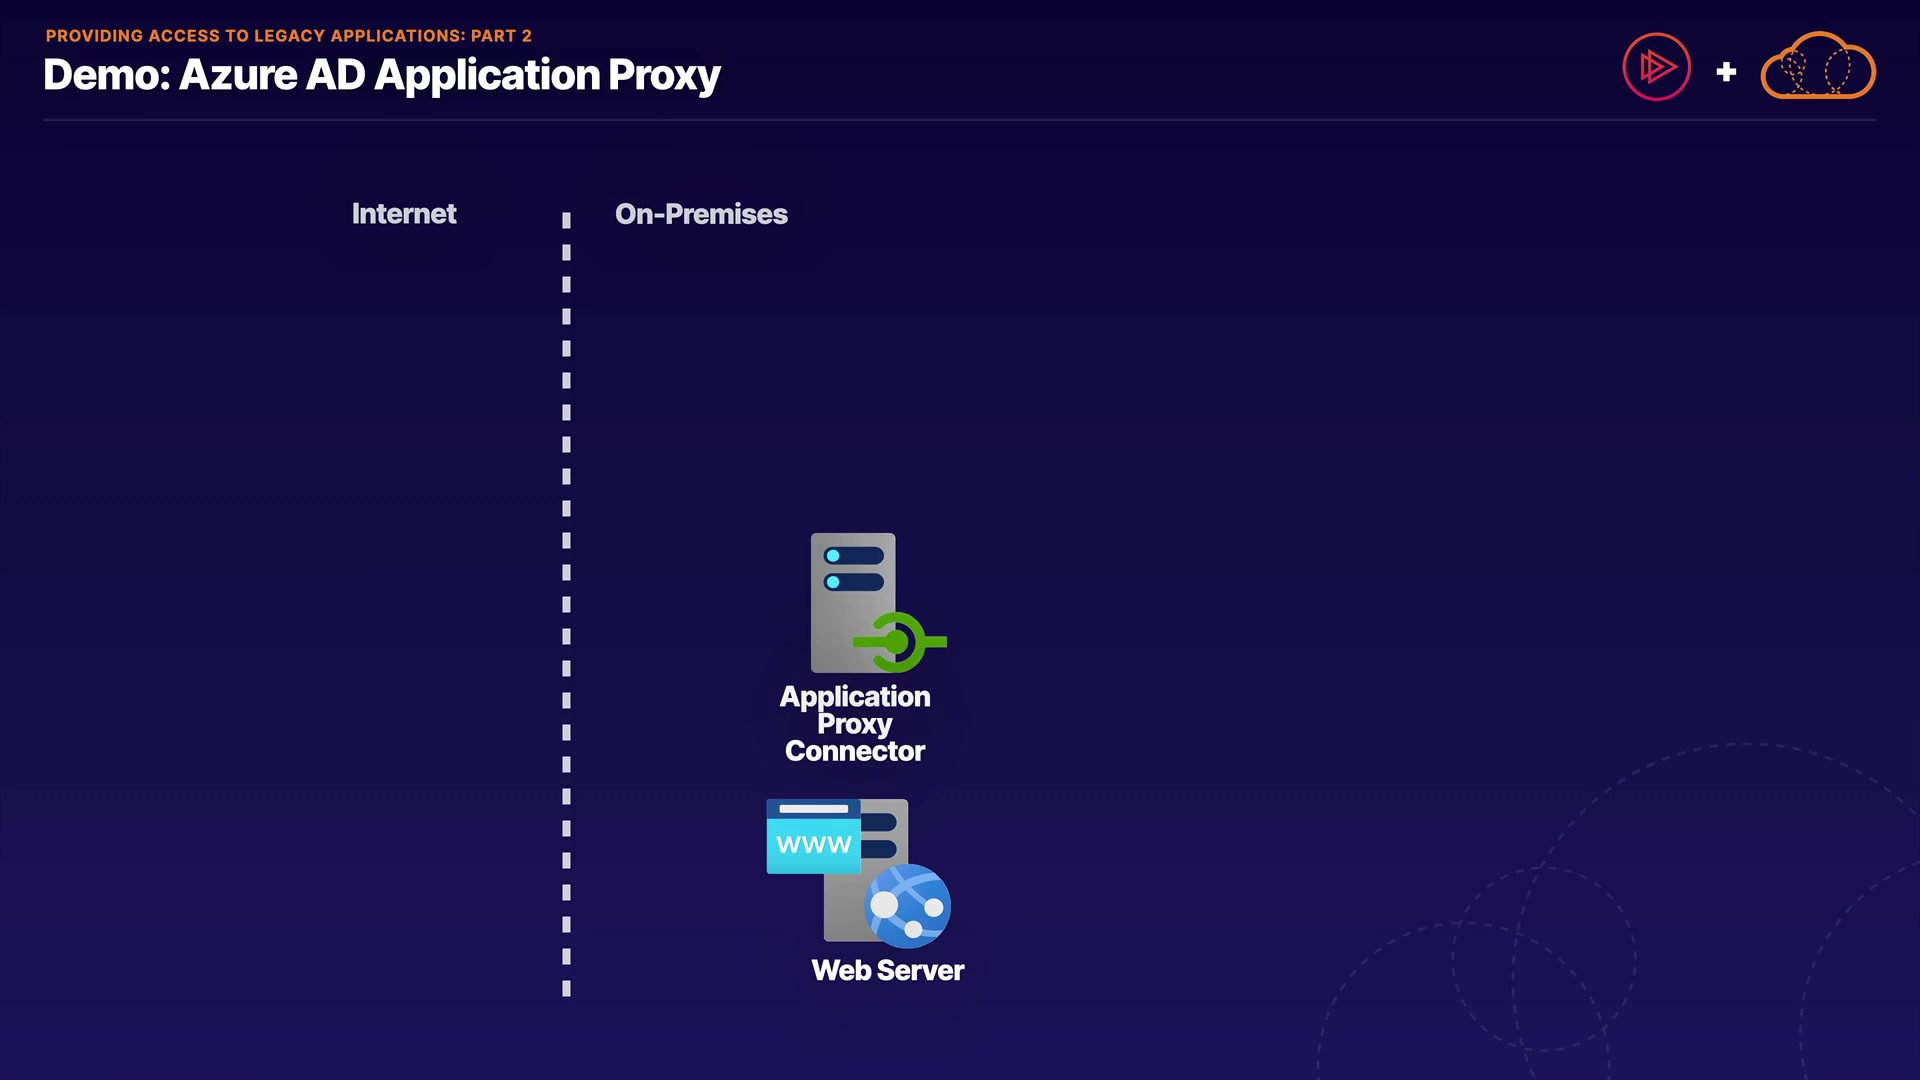 PROVIDING ACCESS TO LEGACY APPLICATIONS: PART 2
Demo: Azure AD Application Proxy
Internet
On-Premises
Application
Proxy
Connector
WWW
Web Server